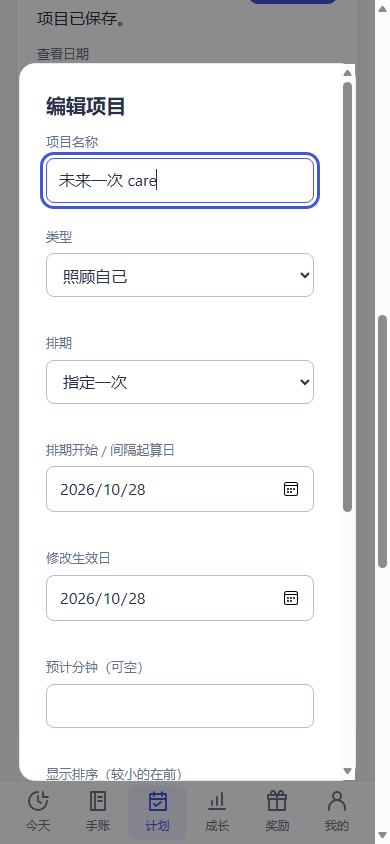 项目已保存。
查看日期
编辑项目
项目名称
未来一次 care
类型
照顾自己
排期
指定一次
排期开始 / 间隔起算日
2026/10/28
修改生效日
2026/10/28
预计分钟（可空）
显示排序（较小的在前）
今天
手账
计划
成长
奖励
我的